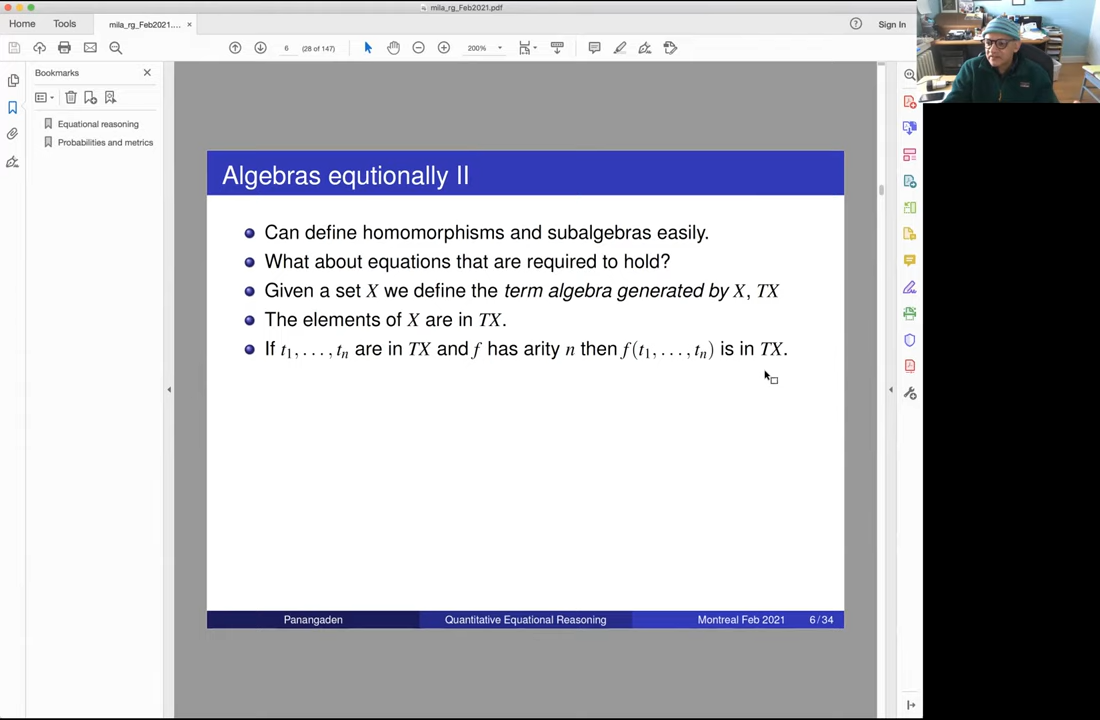 mila_rg_Feb2021.pdf
Home Tools mila_rg_Feb2021.... × Sign In
6 (28 of 147) 200%
Bookmarks
Equational reasoning
Probabilities and metrics
Algebras equtionally II
Can define homomorphisms and subalgebras easily.
What about equations that are required to hold?
Given a set X we define the term algebra generated by X, TX
The elements of X are in TX.
If t₁, . . . , tₙ are in TX and f has arity n then f(t₁, . . . , tₙ) is in TX.
Panangaden Quantitative Equational Reasoning Montreal Feb 2021 6 / 34